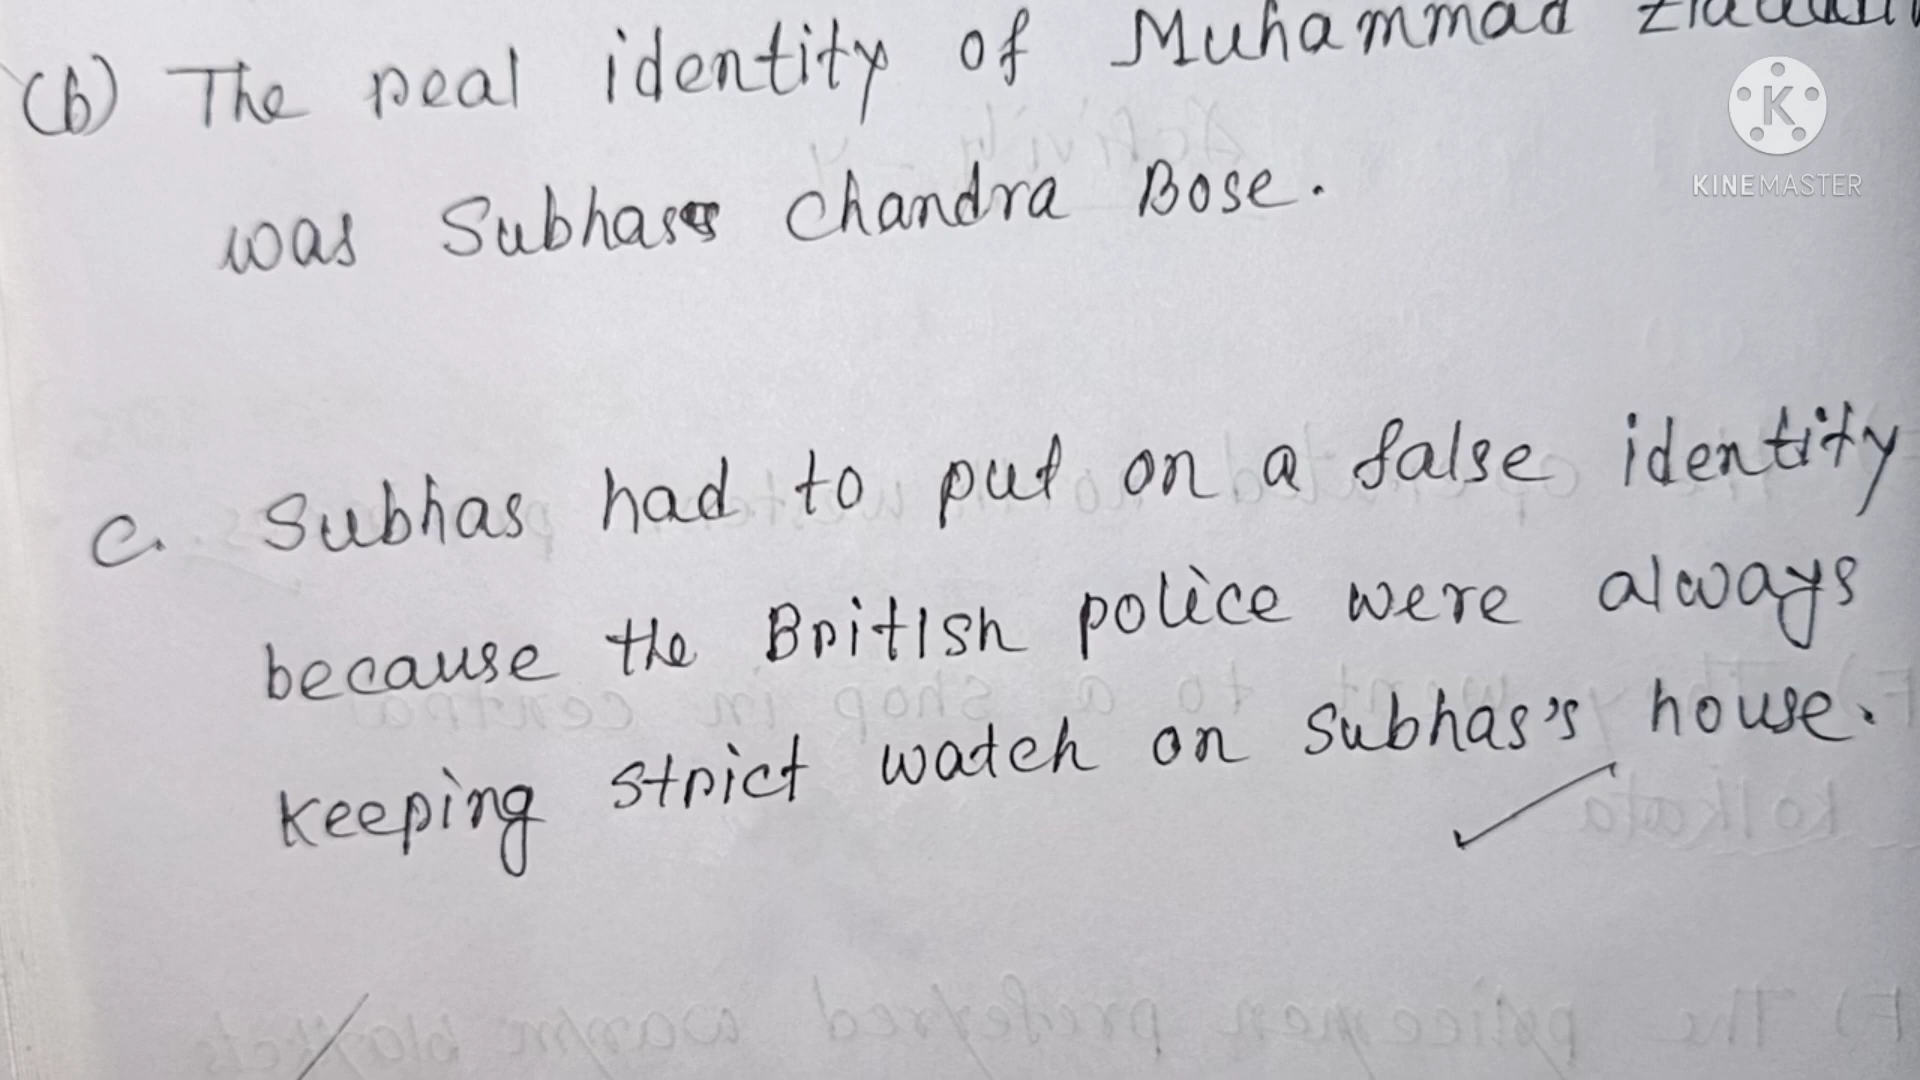 (b) The real identity of Muhammad
was Subhas Chandra Bose.
c. Subhas had to put on a false identity
because the British police were always
keeping strict watch on Subhas's house.
KINEMASTER